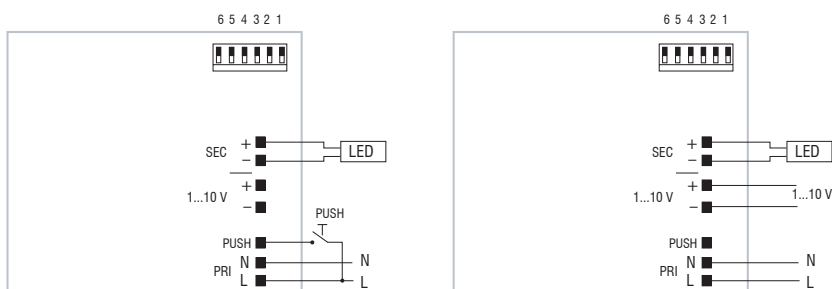 6 5 4 3 2 1
SEC + LED
−
+
1...10 V
−
PUSH
PUSH
N N
PRI
L L
6 5 4 3 2 1
SEC + LED
−
+
1...10 V 1...10 V
−
PUSH
N N
PRI
L L